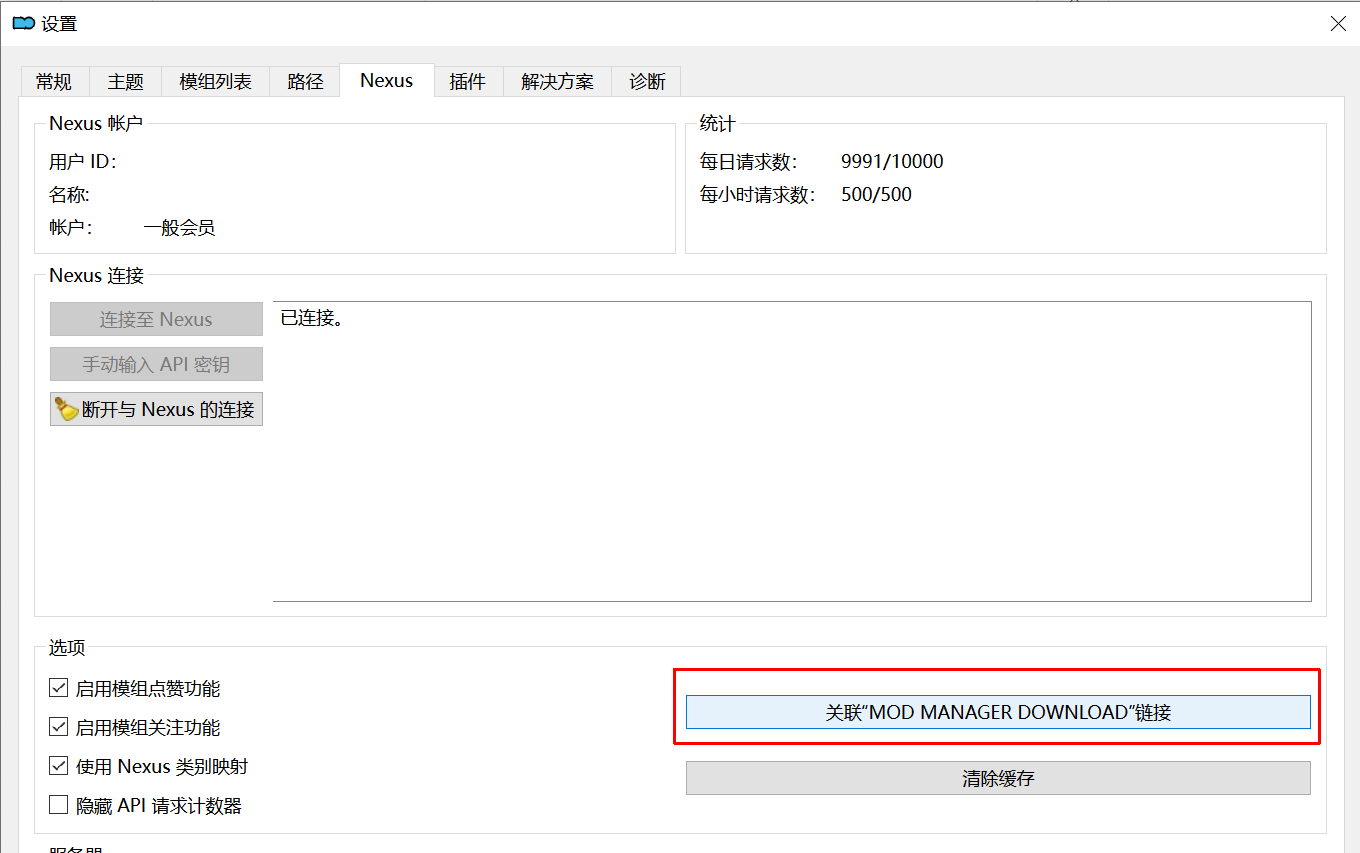 设置
常规 主题 模组列表 路径 Nexus 插件 解决方案 诊断
Nexus 帐户
用户 ID：
名称:
帐户： 一般会员
统计
每日请求数： 9991/10000
每小时请求数： 500/500
Nexus 连接
连接至 Nexus
已连接。
手动输入 API 密钥
断开与 Nexus 的连接
选项
启用模组点赞功能
启用模组关注功能
使用 Nexus 类别映射
隐藏 API 请求计数器
关联“MOD MANAGER DOWNLOAD”链接
清除缓存